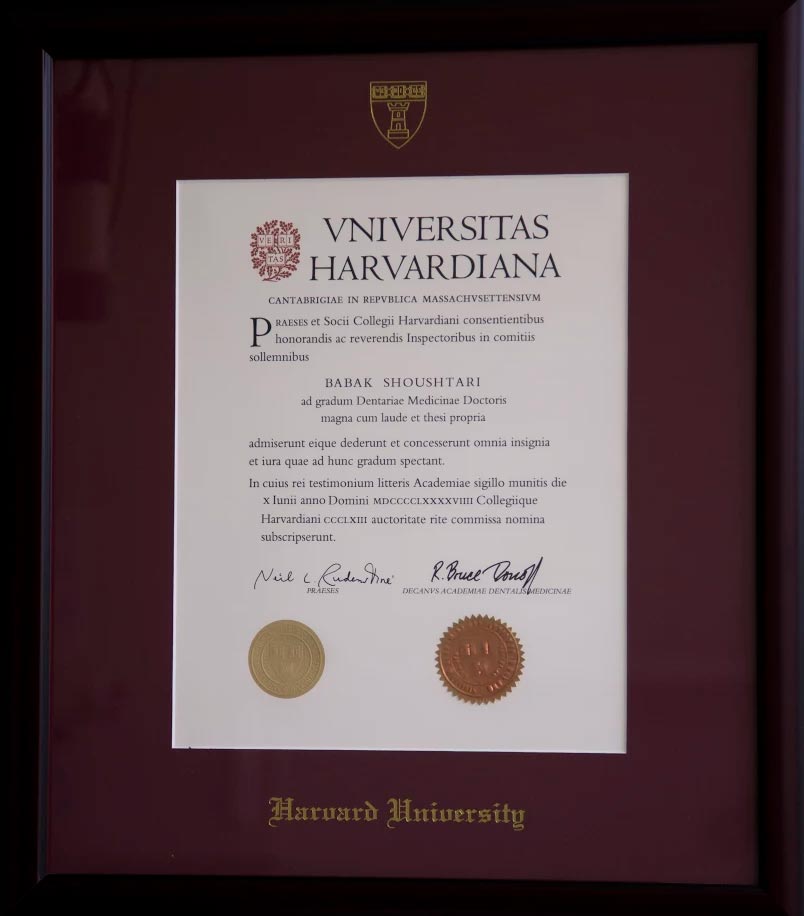 VE RI
TAS
VNIVERSITAS
HARVARDIANA
CANTABRIGIAE IN REPVBLICA MASSACHVSETTENSIVM
PRAESES et Socii Collegii Harvardiani consentientibus
honorandis ac reverendis Inspectoribus in comitiis
sollemnibus
BABAK SHOUSHTARI
ad gradum Dentariae Medicinae Doctoris
magna cum laude et thesi propria
admiserunt eique dederunt et concesserunt omnia insignia
et iura quae ad hunc gradum spectant.
In cuius rei testimonium litteris Academiae sigillo munitis die
X Iunii anno Domini MDCCCCLXXXXVIIII Collegiique
Harvardiani CCCLXIII auctoritate rite commissa nomina
subscripserunt.
Neil L. Rudenstine
PRAESES
R. Bruce Donoff
DECANVS ACADEMIAE DENTALIS MEDICINAE
Harvard University